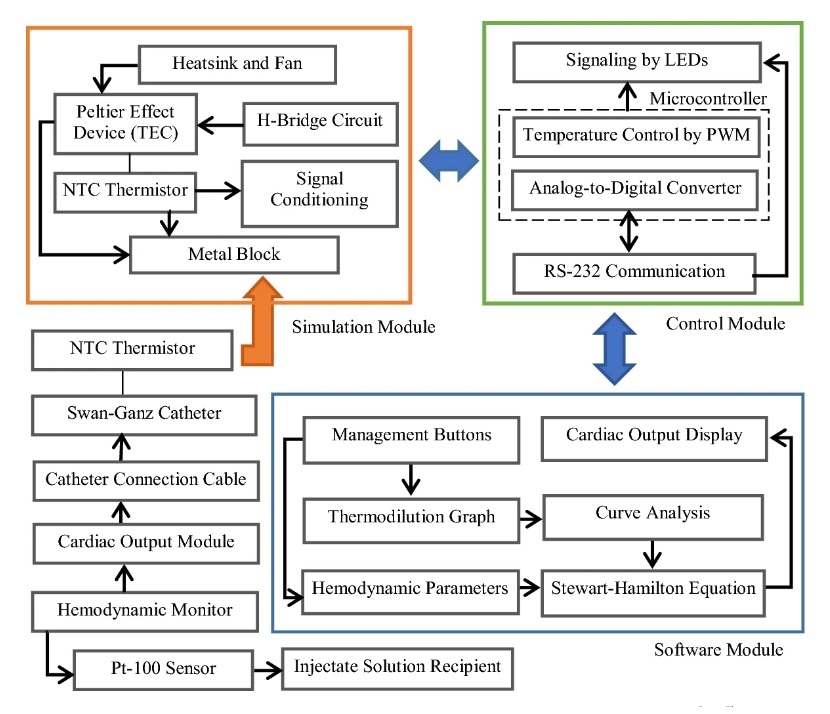 Heatsink and Fan
Peltier Effect
Device (TEC)
H-Bridge Circuit
NTC Thermistor
Signal
Conditioning
Metal Block
Simulation Module
Signaling by LEDs
Microcontroller
Temperature Control by PWM
Analog-to-Digital Converter
RS-232 Communication
Control Module
NTC Thermistor
Swan-Ganz Catheter
Catheter Connection Cable
Cardiac Output Module
Hemodynamic Monitor
Pt-100 Sensor
Injectate Solution Recipient
Management Buttons
Cardiac Output Display
Thermodilution Graph
Curve Analysis
Hemodynamic Parameters
Stewart-Hamilton Equation
Software Module